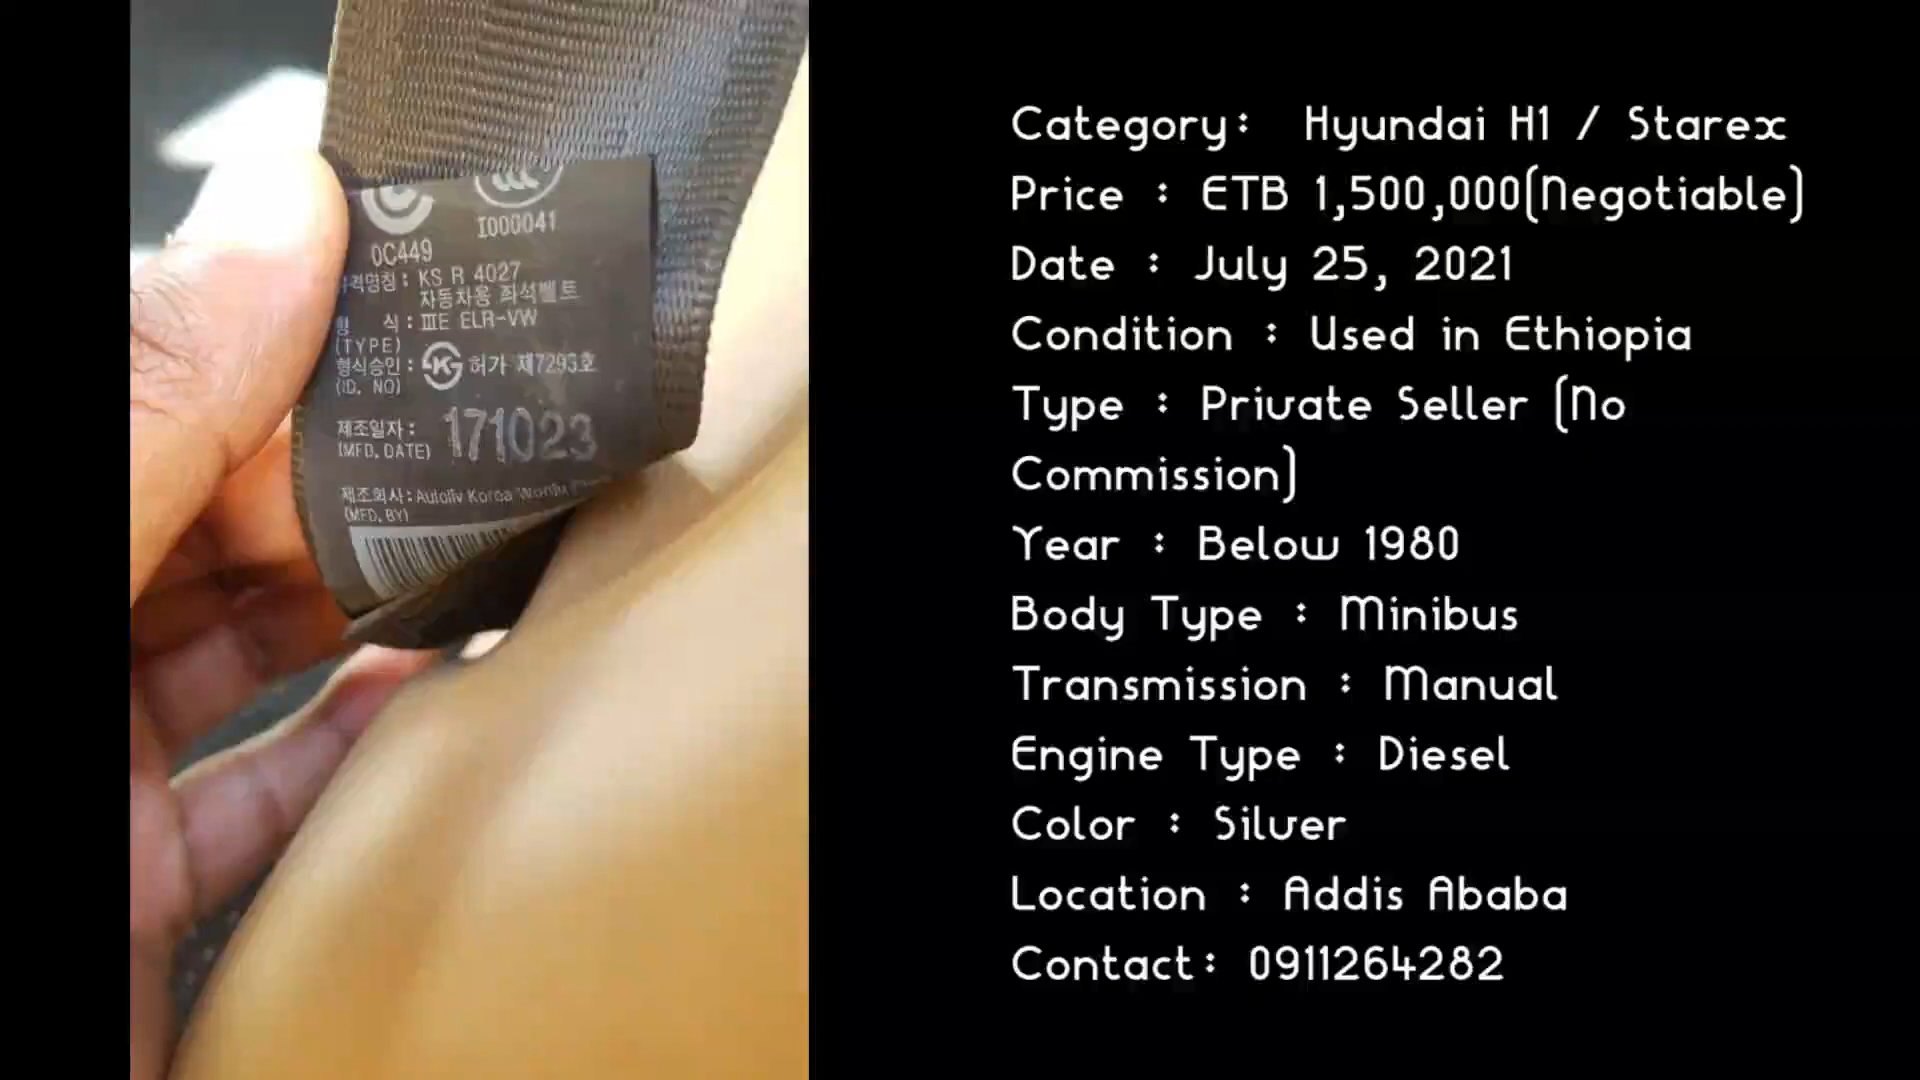 0C449
I000041
격명칭 : KS R 4027
자동차용 좌석벨트
형 식 : ⅢE ELR-VW
(TYPE)
형식승인 : K 허가 제7293호
(ID. NO)
제조일자 : 171023
(MFD. DATE)
제조회사 : Autoliv Korea
(MFD. BY)
Category: Hyundai H1 / Starex
Price : ETB 1,500,000(Negotiable)
Date : July 25, 2021
Condition : Used in Ethiopia
Type : Private Seller (No
Commission)
Year : Below 1980
Body Type : Minibus
Transmission : Manual
Engine Type : Diesel
Color : Silver
Location : Addis Ababa
Contact: 0911264282